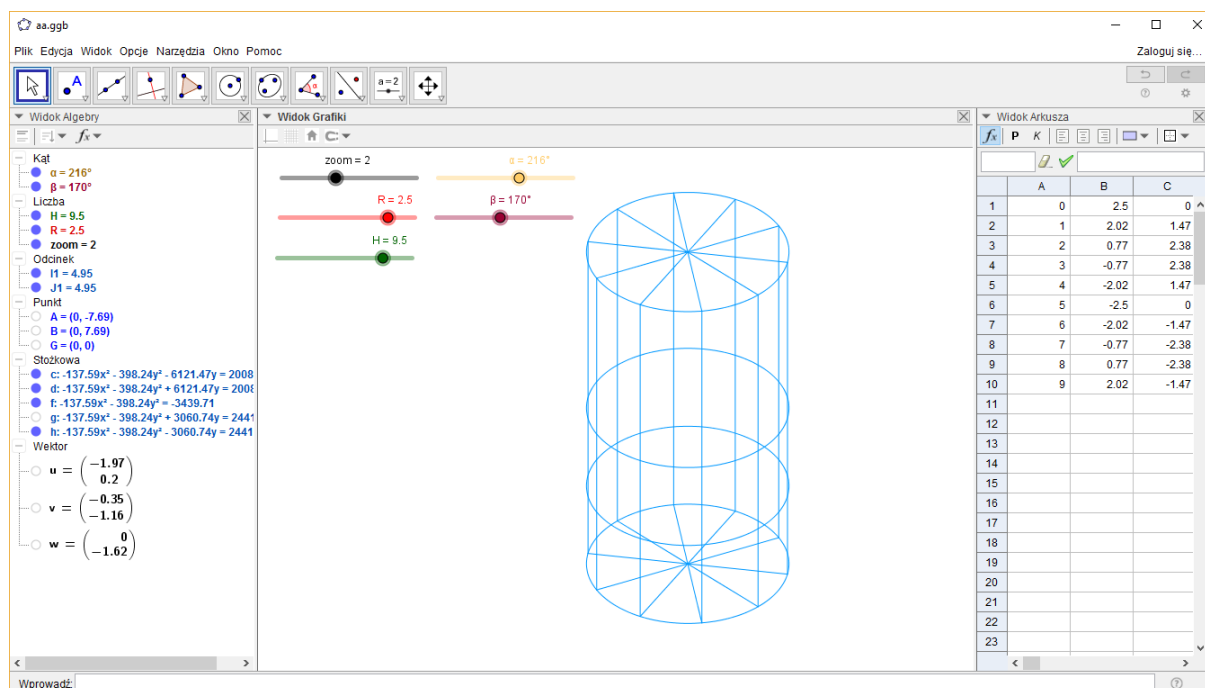 aa.ggb
Plik Edycja Widok Opcje Narzędzia Okno Pomoc
Zaloguj się...
A
α
a=2
Widok Algebry
Widok Grafiki
Widok Arkusza
fx
fx P K
Kąt
α = 216°
β = 170°
Liczba
H = 9.5
R = 2.5
zoom = 2
Odcinek
I1 = 4.95
J1 = 4.95
Punkt
A = (0, -7.69)
B = (0, 7.69)
G = (0, 0)
Stożkowa
c: -137.59x² - 398.24y² - 6121.47y = 2008
d: -137.59x² - 398.24y² + 6121.47y = 2008
f: -137.59x² - 398.24y² = -3439.71
g: -137.59x² - 398.24y² + 3060.74y = 2441
h: -137.59x² - 398.24y² - 3060.74y = 2441
Wektor
u = (−1.97
0.2)
v = (−0.35
−1.16)
w = (0
−1.62)
zoom = 2
α = 216°
R = 2.5
β = 170°
H = 9.5
A B C
1 0 2.5 0
2 1 2.02 1.47
3 2 0.77 2.38
4 3 -0.77 2.38
5 4 -2.02 1.47
6 5 -2.5 0
7 6 -2.02 -1.47
8 7 -0.77 -2.38
9 8 0.77 -2.38
10 9 2.02 -1.47
11
12
13
14
15
16
17
18
19
20
21
22
23
Wprowadź: